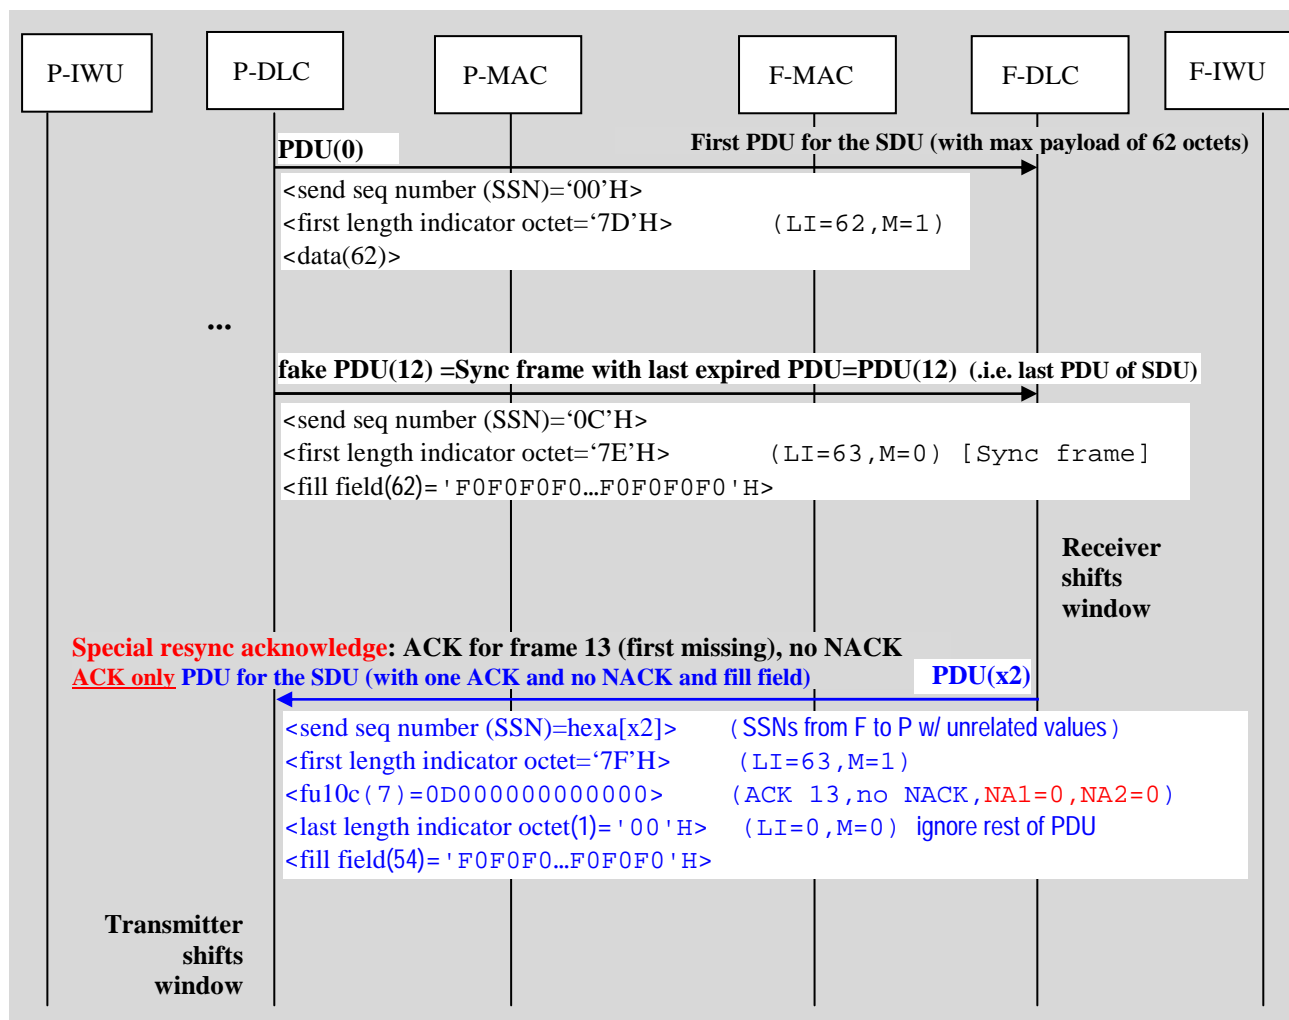 P-IWU P-DLC P-MAC F-MAC F-DLC F-IWU
PDU(0) First PDU for the SDU (with max payload of 62 octets)
<send seq number (SSN)=‘00’H>
<first length indicator octet=‘7D’H> (LI=62,M=1)
<data(62)>
...
fake PDU(12) =Sync frame with last expired PDU=PDU(12) (.i.e. last PDU of SDU)
<send seq number (SSN)=‘0C’H>
<first length indicator octet=‘7E’H> (LI=63,M=0) [Sync frame]
<fill field(62)='F0F0F0F0…F0F0F0F0'H>
Receiver
shifts
window
Special resync acknowledge: ACK for frame 13 (first missing), no NACK
ACK only PDU for the SDU (with one ACK and no NACK and fill field) PDU(x2)
<send seq number (SSN)=hexa[x2]> (SSNs from F to P w/ unrelated values)
<first length indicator octet=‘7F’H> (LI=63,M=1)
<fu10c(7)=0D000000000000> (ACK 13,no NACK,NA1=0,NA2=0)
<last length indicator octet(1)='00'H> (LI=0,M=0) ignore rest of PDU
<fill field(54)='F0F0F0…F0F0F0'H>
Transmitter
shifts
window